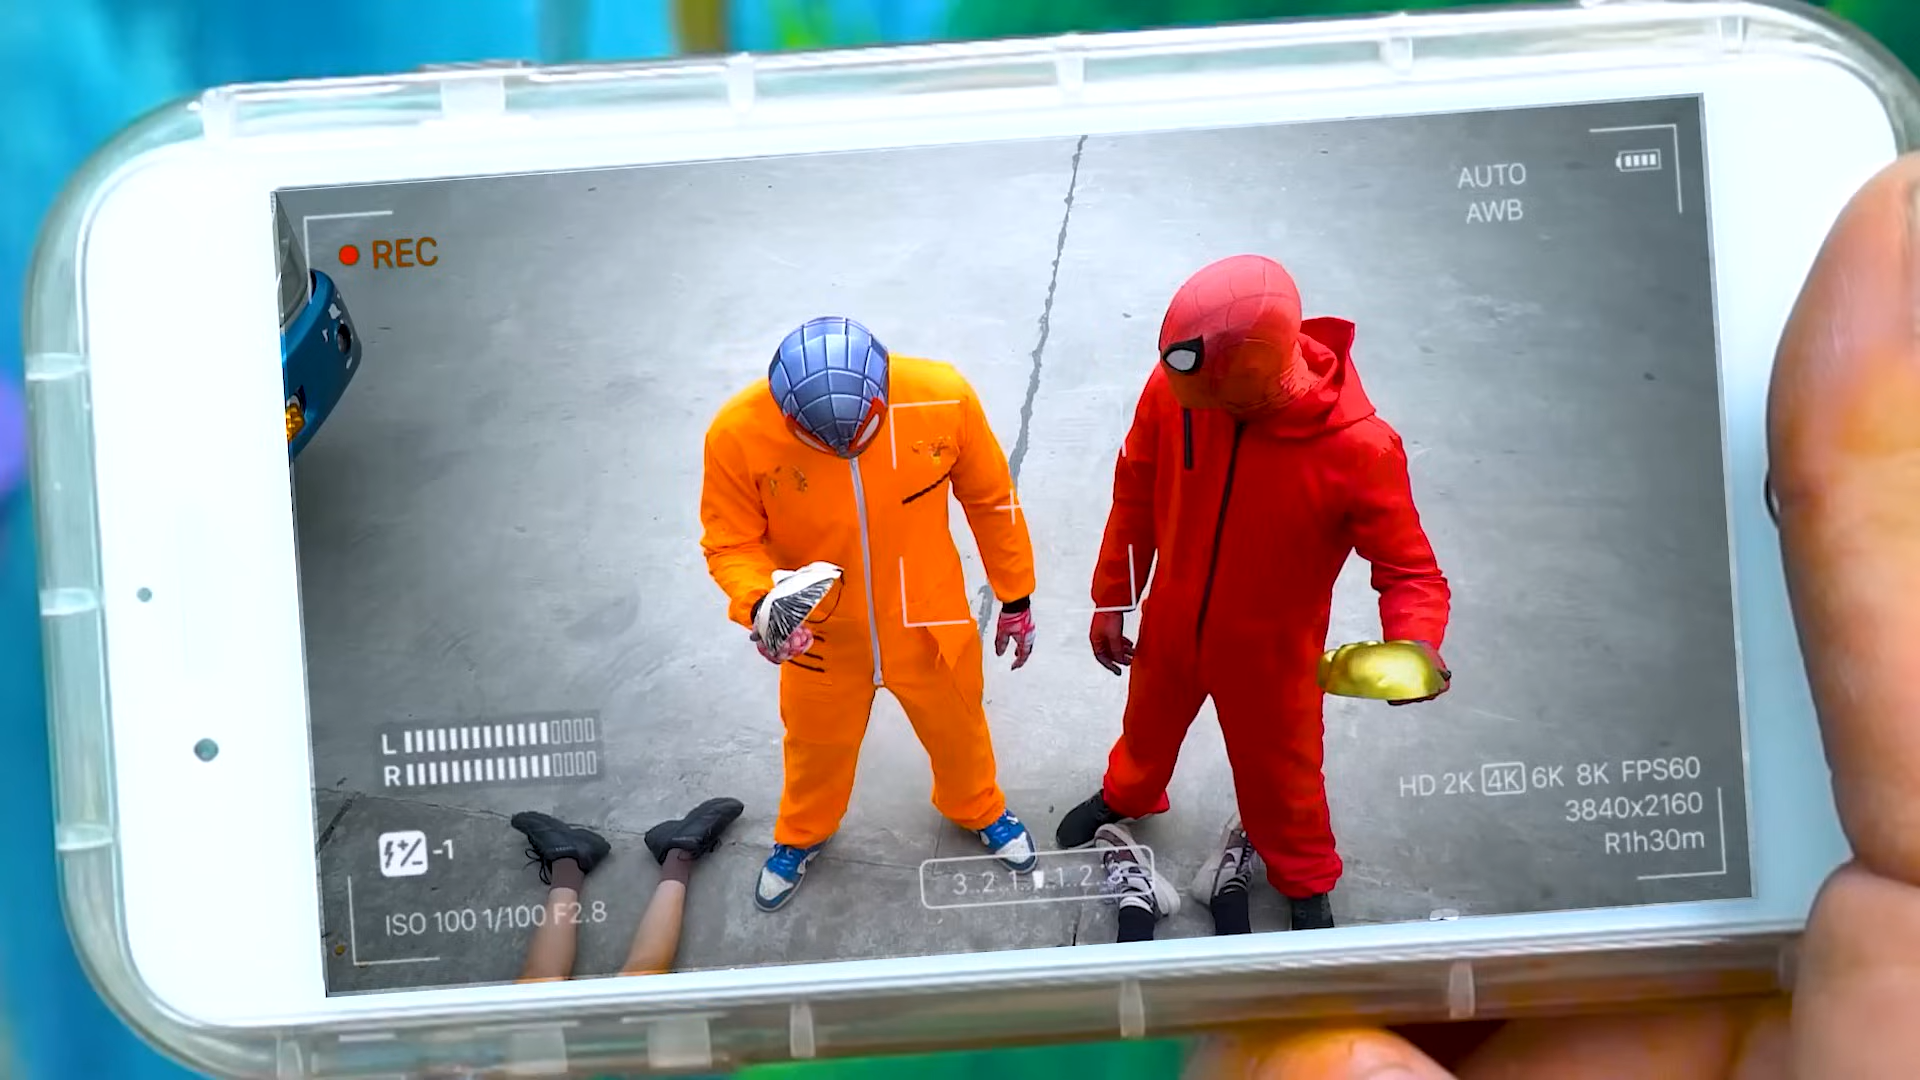 REC
AUTO
AWB
L
R
-1
ISO 100 1/100 F2.8
3..2..1...1..2..
HD 2K 4K 6K 8K FPS60
3840x2160
R1h30m